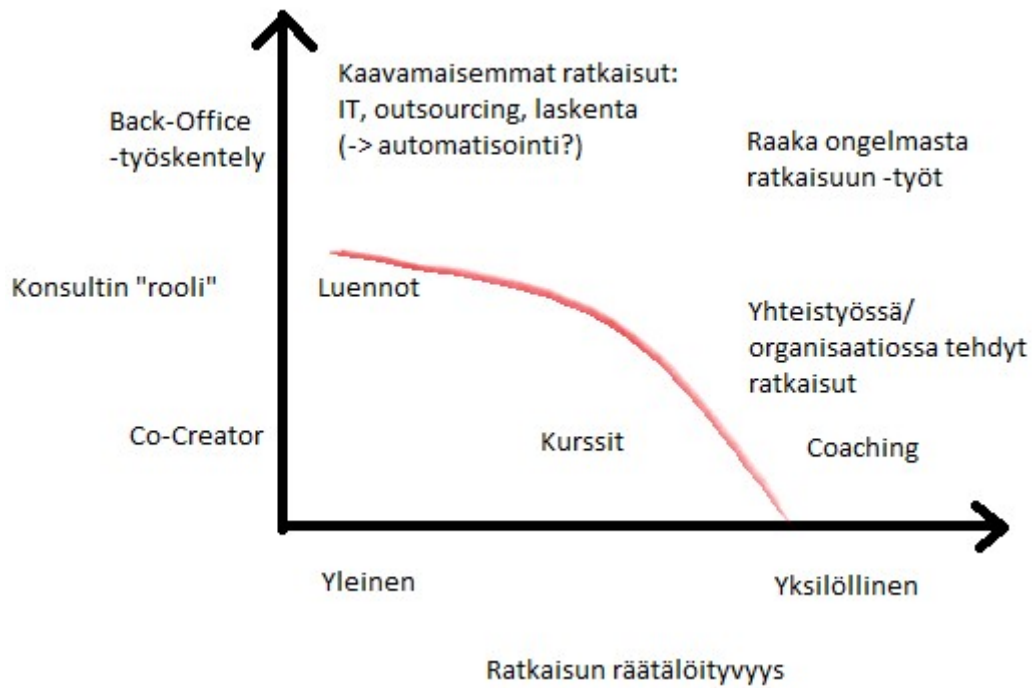 Kaavamaisemmat ratkaisut:
IT, outsourcing, laskenta
(-> automatisointi?)
Back-Office
-työskentely
Raaka ongelmasta
ratkaisuun -työt
Konsultin "rooli"
Luennot
Yhteistyössä/
organisaatiossa tehdyt
ratkaisut
Co-Creator
Kurssit
Coaching
Yleinen
Yksilöllinen
Ratkaisun räätälöityvyys